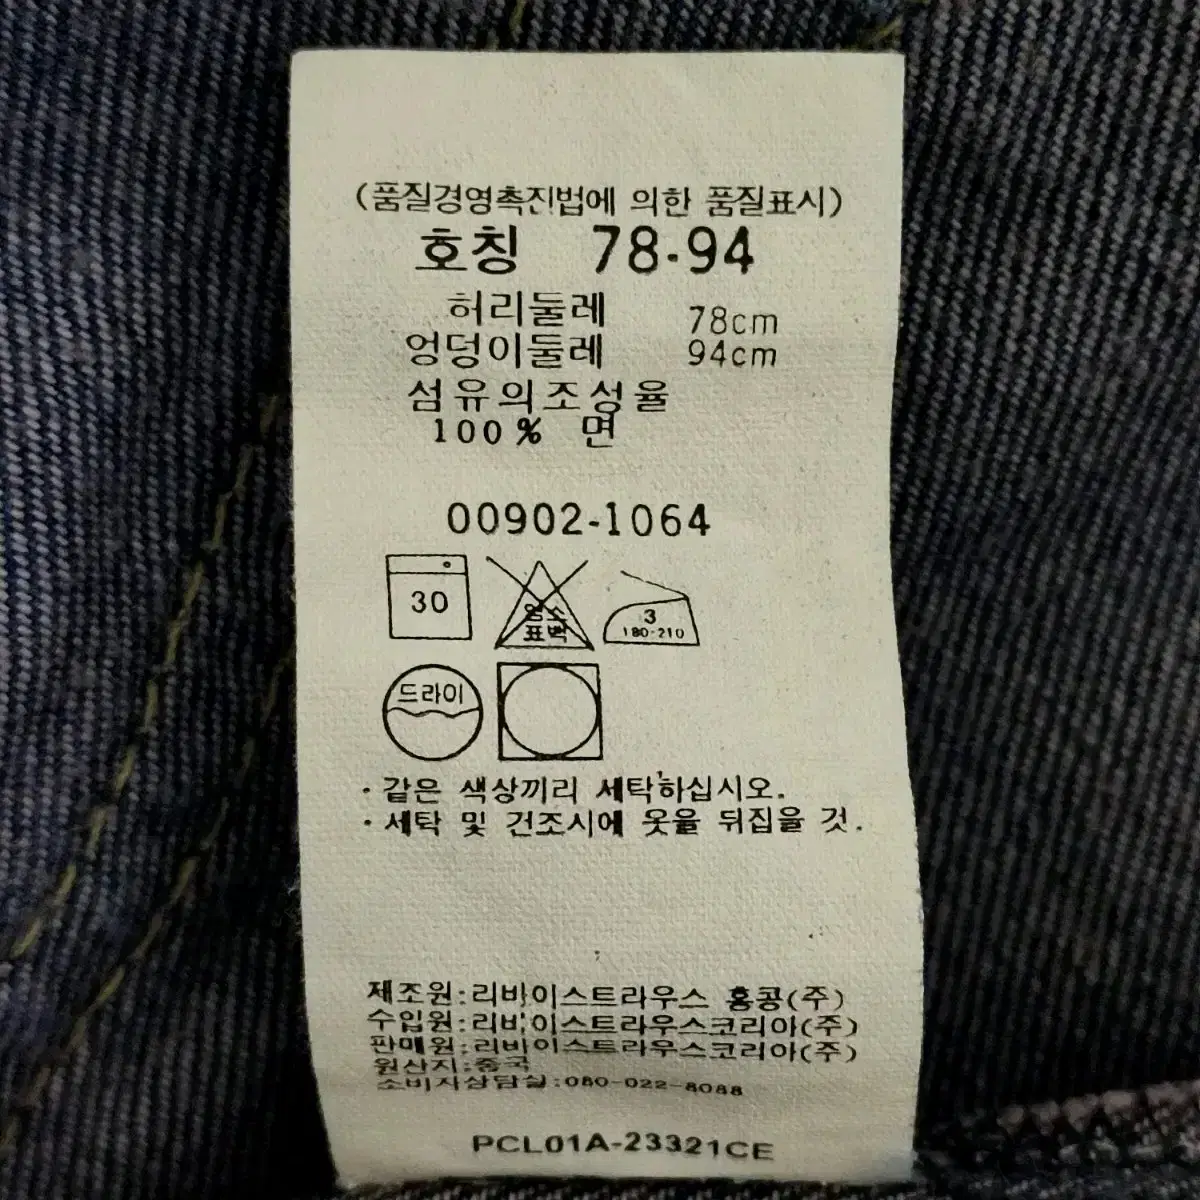 (품질경영촉진법에 의한 품질표시)
호칭 78-94
허리둘레 78cm
엉덩이둘레 94cm
섬유의조성율
100% 면
00902-1064
30
염소
표백
3
180-210
드라이
· 같은 색상끼리 세탁하십시오.
· 세탁 및 건조시에 옷을 뒤집을 것.
제조원:리바이스트라우스 홍콩(주)
수입원:리바이스트라우스코리아(주)
판매원:리바이스트라우스코리아(주)
원산지:중국
소비자상담실:080-022-8088
PCL01A-23321CE